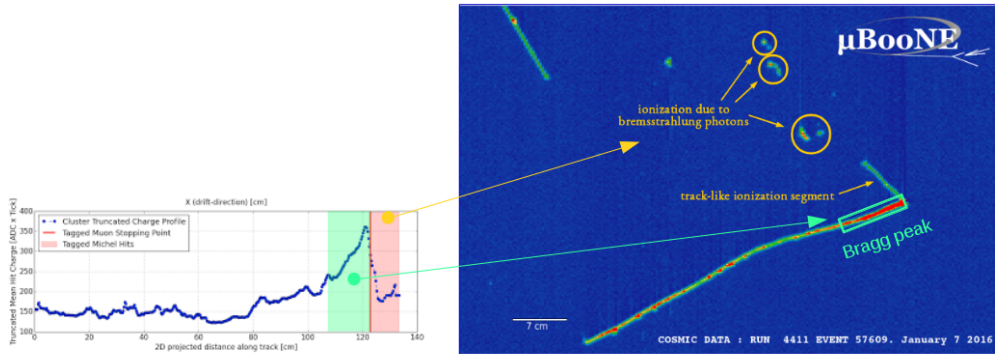 µBooNE
ionization due to
bremsstrahlung photons
track-like ionization segment
Bragg peak
7 cm
COSMIC DATA : RUN 4411 EVENT 57609. January 7 2016
X (drift-direction) [cm]
Truncated Mean Hit Charge [ADC x Tick]
400
350
300
250
200
150
100
Cluster Truncated Charge Profile
Tagged Muon Stopping Point
Tagged Michel Hits
0 20 40 60 80 100 120 140
2D projected distance along track [cm]